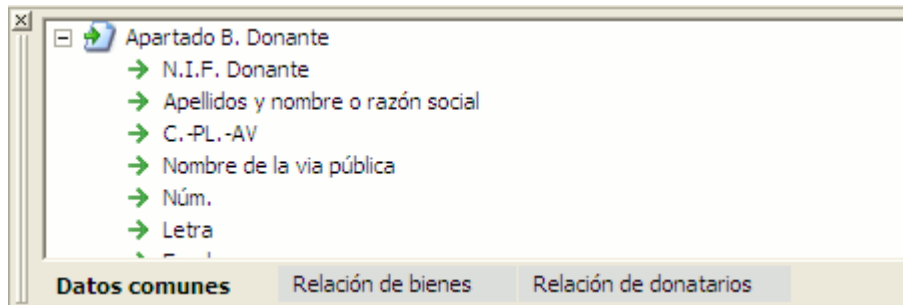 Apartado B. Donante
N.I.F. Donante
Apellidos y nombre o razón social
C.-PL.-AV
Nombre de la via pública
Núm.
Letra
Datos comunes Relación de bienes Relación de donatarios